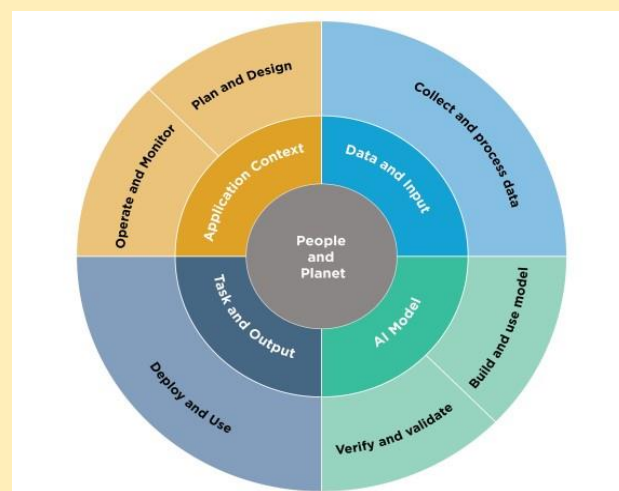 Plan and Design
Collect and process data
Operate and Monitor
Application Context
Data and Input
People
and
Planet
Task and Output
AI Model
Build and use model
Deploy and Use
Verify and validate